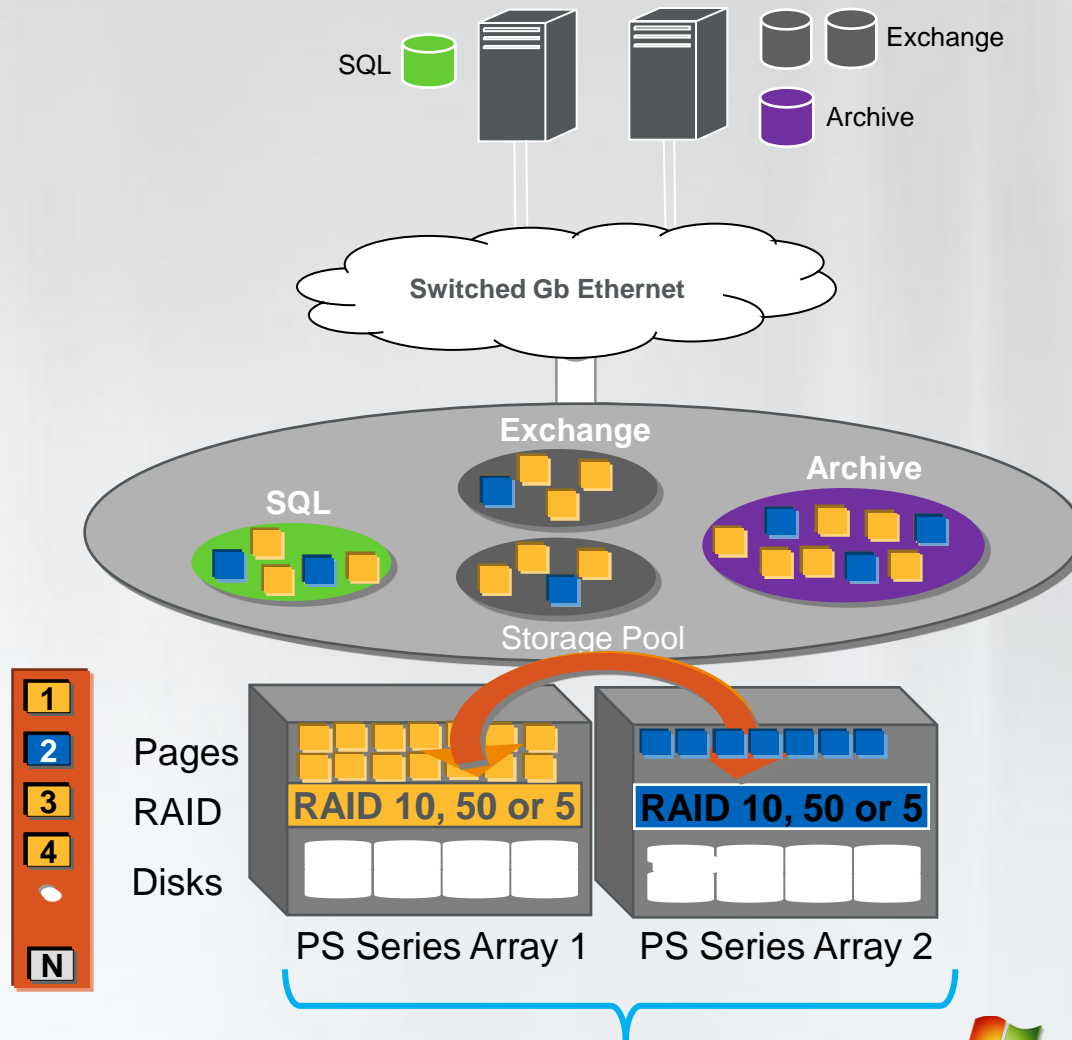 SQL
Exchange
Archive
Switched Gb Ethernet
Exchange
Archive
SQL
Storage Pool
1
2
3
4
N
Pages
RAID
Disks
RAID 10, 50 or 5
RAID 10, 50 or 5
PS Series Array 1
PS Series Array 2